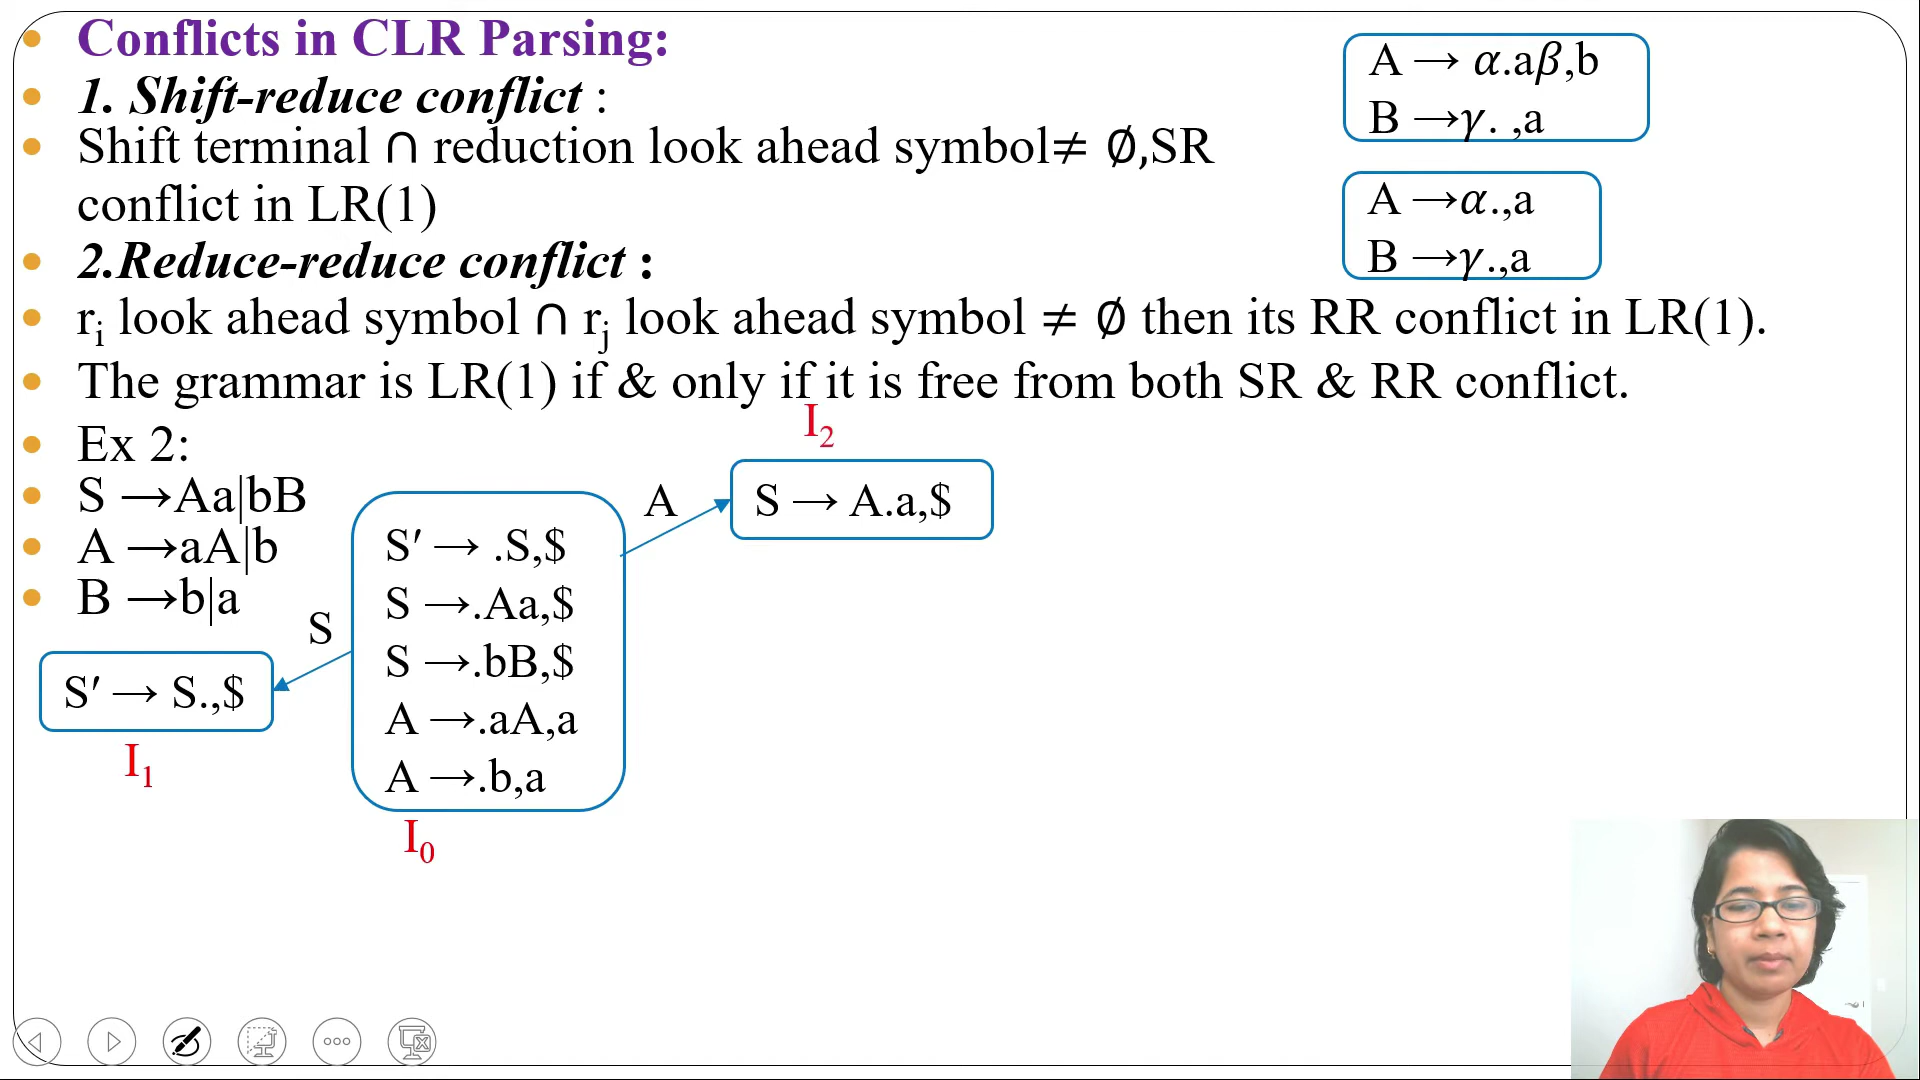 Conflicts in CLR Parsing:
1. Shift-reduce conflict :
Shift terminal ∩ reduction look ahead symbol≠ ∅,SR
conflict in LR(1)
2.Reduce-reduce conflict :
rᵢ look ahead symbol ∩ rⱼ look ahead symbol ≠ ∅ then its RR conflict in LR(1).
The grammar is LR(1) if & only if it is free from both SR & RR conflict.
Ex 2:
S →Aa|bB
A →aA|b
B →b|a
A → α.aβ,b
B →γ. ,a
A →α.,a
B →γ.,a
S
S′ → S.,$
I₁
S′ → .S,$
S →.Aa,$
S →.bB,$
A →.aA,a
A →.b,a
I₀
A
I₂
S → A.a,$